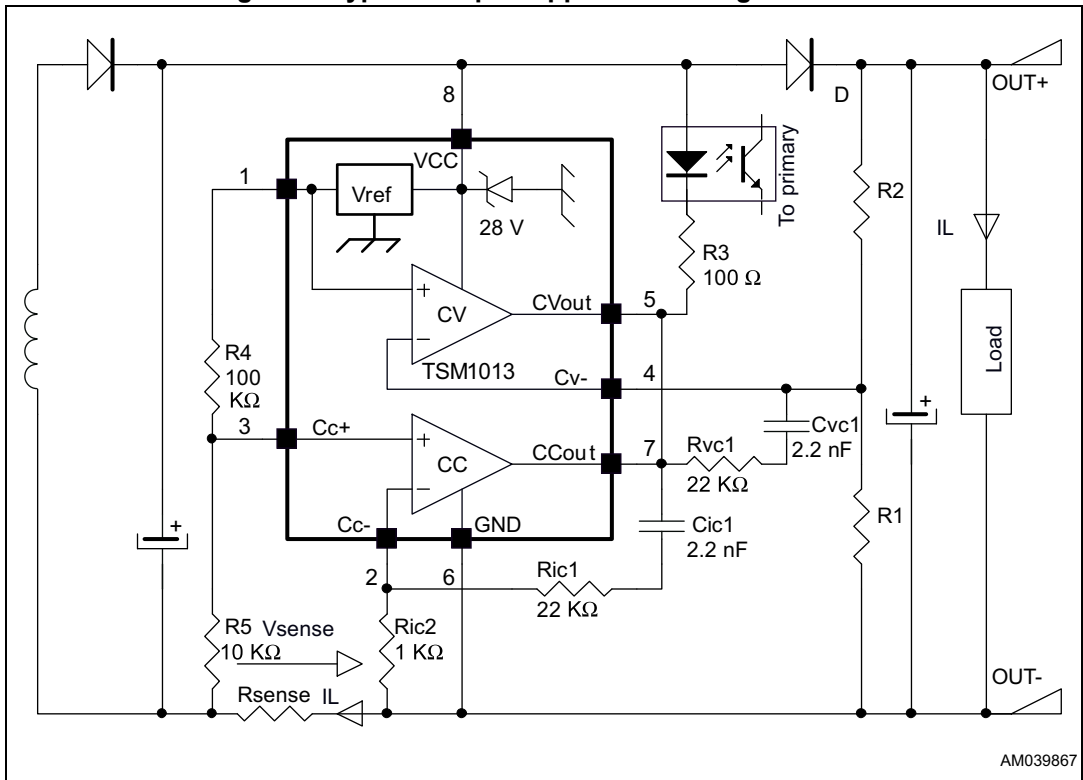 OUT+
D
8
To primary
1
VCC
Vref
R2
28 V
IL
R3
100 Ω
CVout
5
CV
TSM1013
R4
100
KΩ
Cv-
4
Load
3
Cc+
Cvc1
2.2 nF
CCout
7
Rvc1
22 KΩ
CC
Cc-
GND
Cic1
2.2 nF
R1
2
6
Ric1
22 KΩ
R5
10 KΩ
Vsense
Ric2
1 KΩ
OUT-
Rsense
IL
AM039867